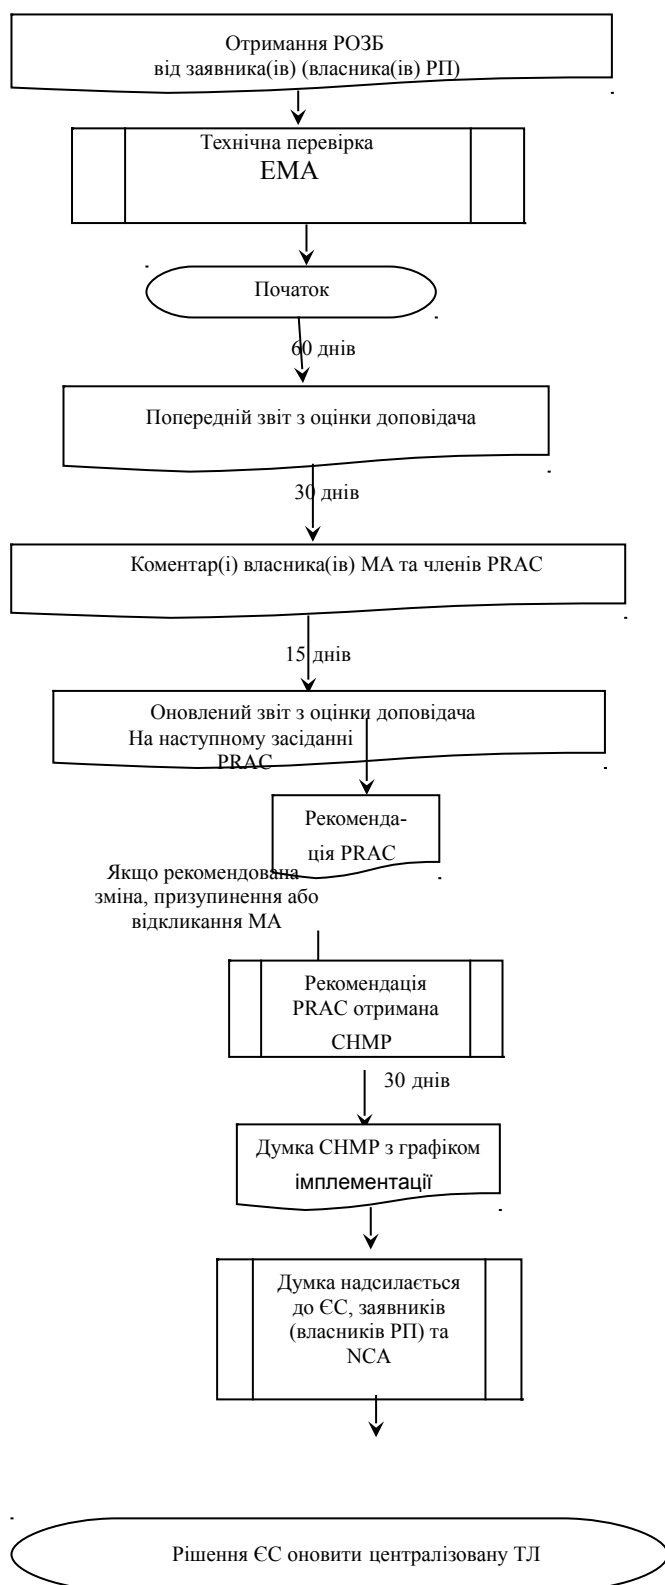 Отримання РОЗБ
від заявника(ів) (власника(ів) РП)
Технічна перевірка
EMA
Початок
60 днів
Попередній звіт з оцінки доповідача
30 днів
Коментар(і) власника(ів) МА та членів PRAC
15 днів
Оновлений звіт з оцінки доповідача
На наступному засіданні
PRAC
Рекоменда-
ція PRAC
Якщо рекомендована
зміна, призупинення або
відкликання МА
Рекомендація
PRAC отримана
CHMP
30 днів
Думка CHMP з графіком
імплементації
Думка надсилається
до ЄС, заявників
(власників РП) та
NCA
Рішення ЄС оновити централізовану ТЛ